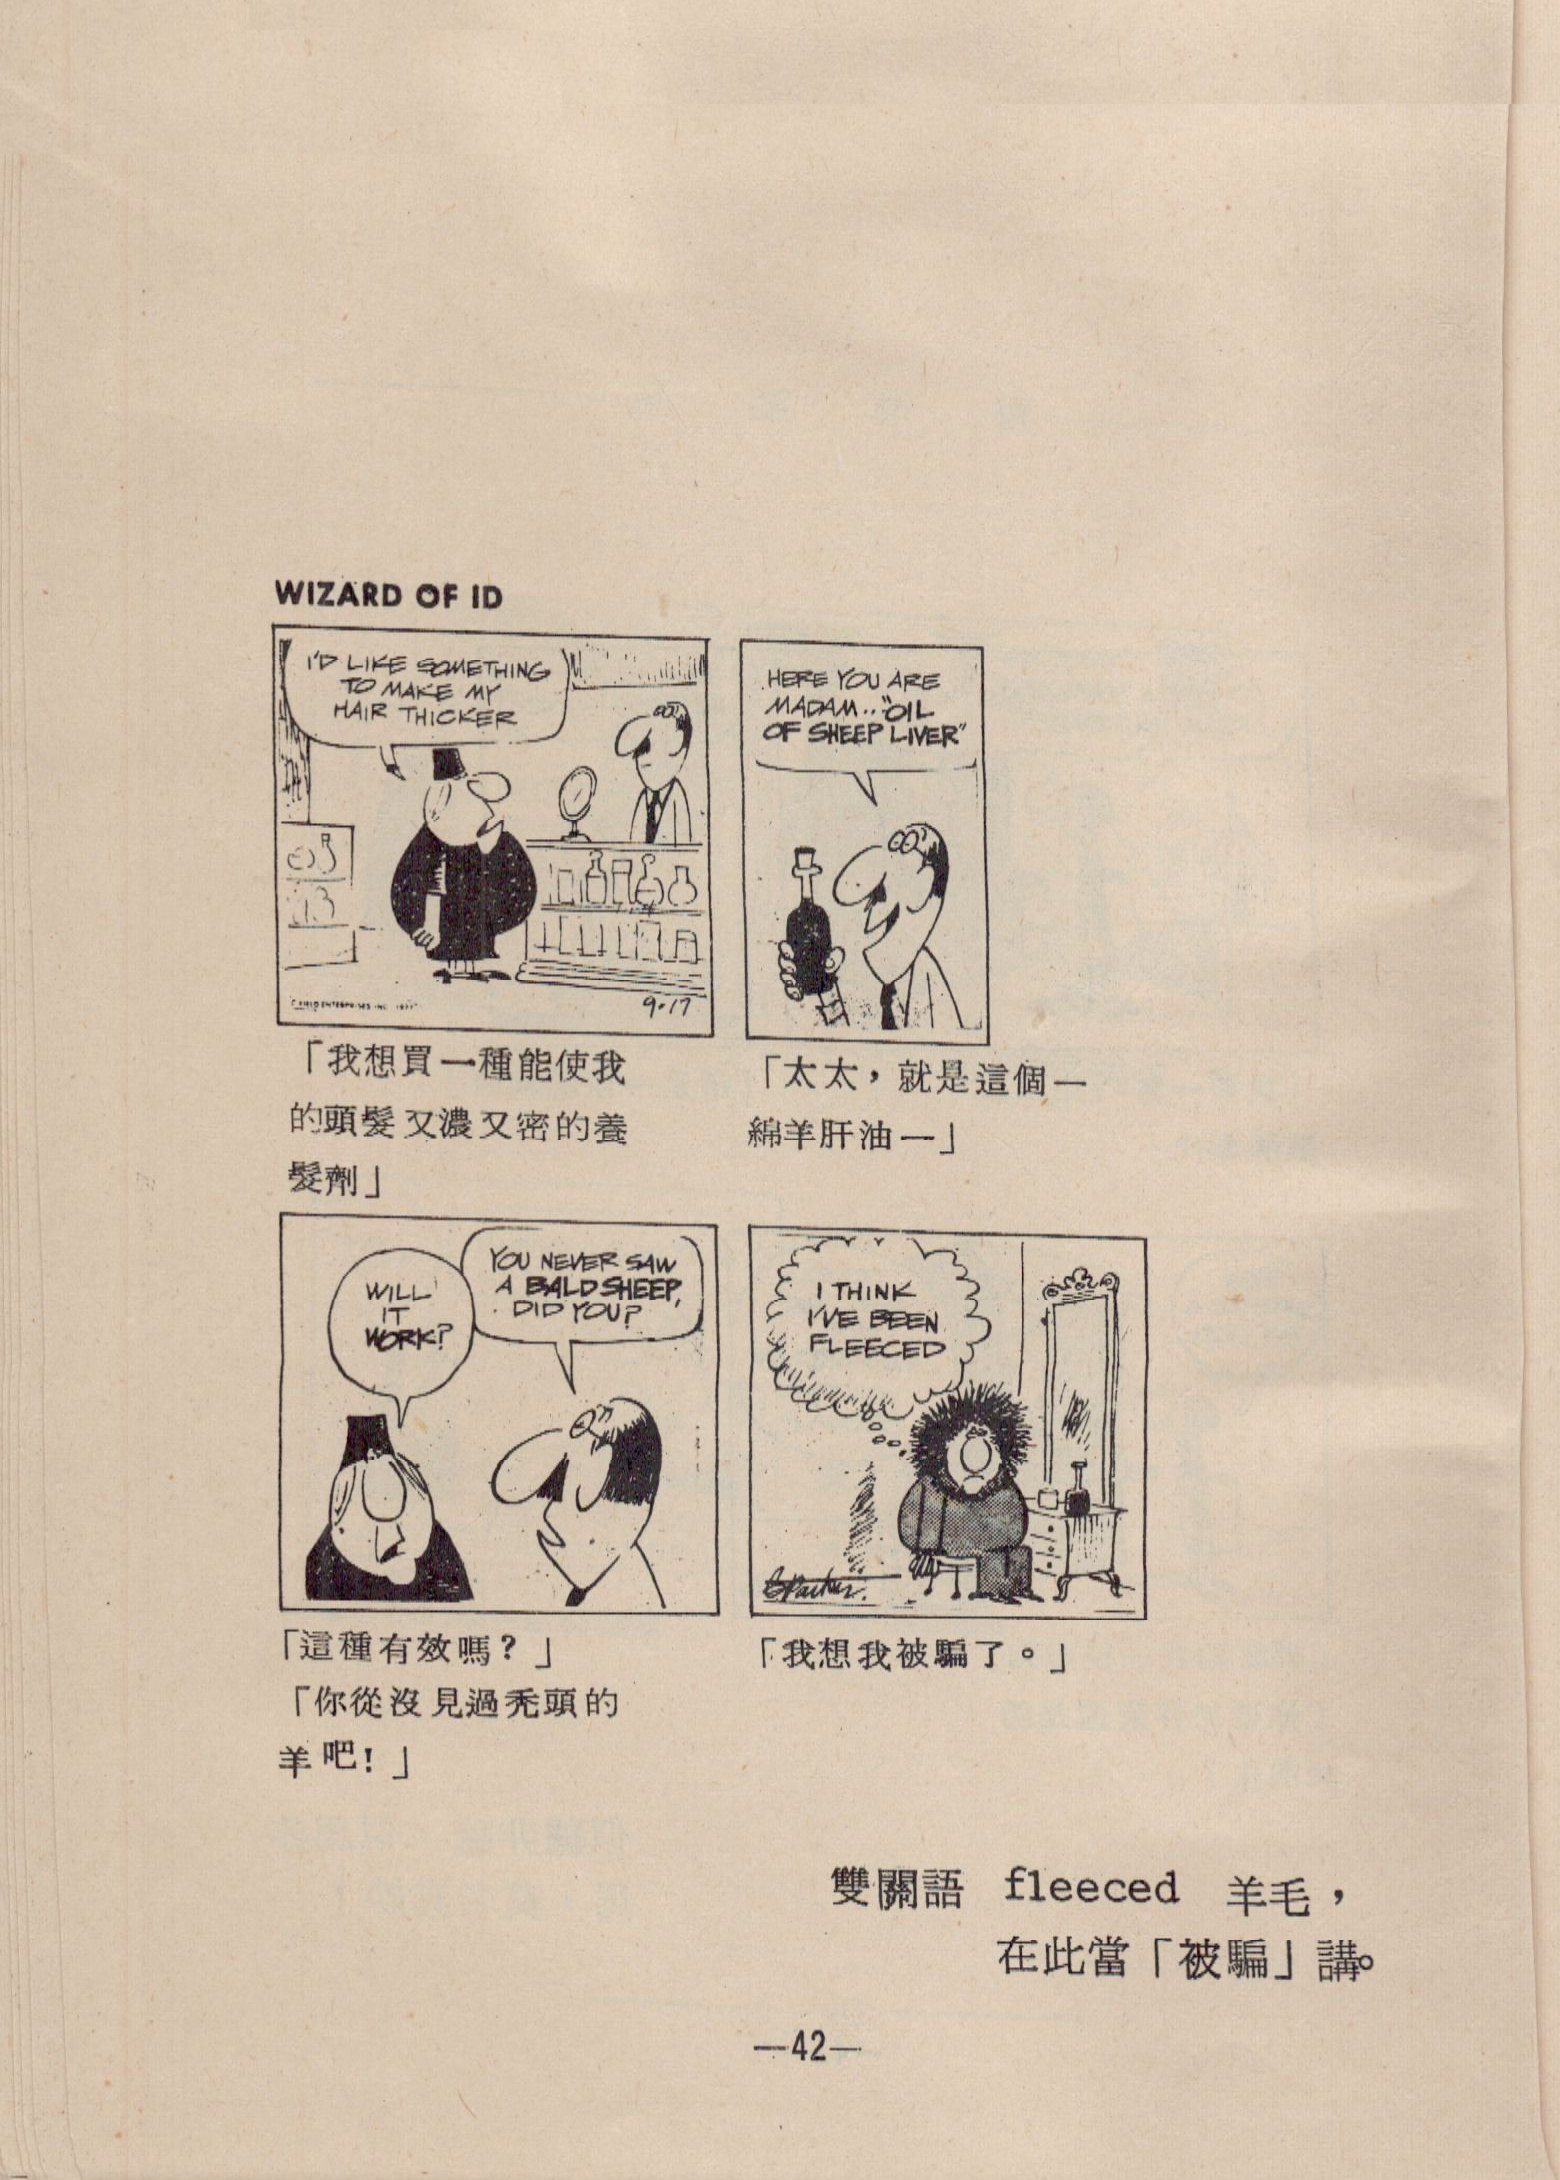 WIZARD OF ID
I'D LIKE SOMETHING
TO MAKE MY
HAIR THICKER
9·17
HERE YOU ARE
MADAM.. "OIL
OF SHEEP LIVER"
「我想買一種能使我
的頭髮又濃又密的養
髮劑」
「太太，就是這個—
綿羊肝油—」
WILL
IT
WORK?
YOU NEVER SAW
A BALD SHEEP,
DID YOU?
I THINK
I'VE BEEN
FLEECED
「這種有效嗎？」
「你從沒見過禿頭的
羊吧！」
「我想我被騙了。」
雙關語 fleeced 羊毛，
在此當「被騙」講。
—42—